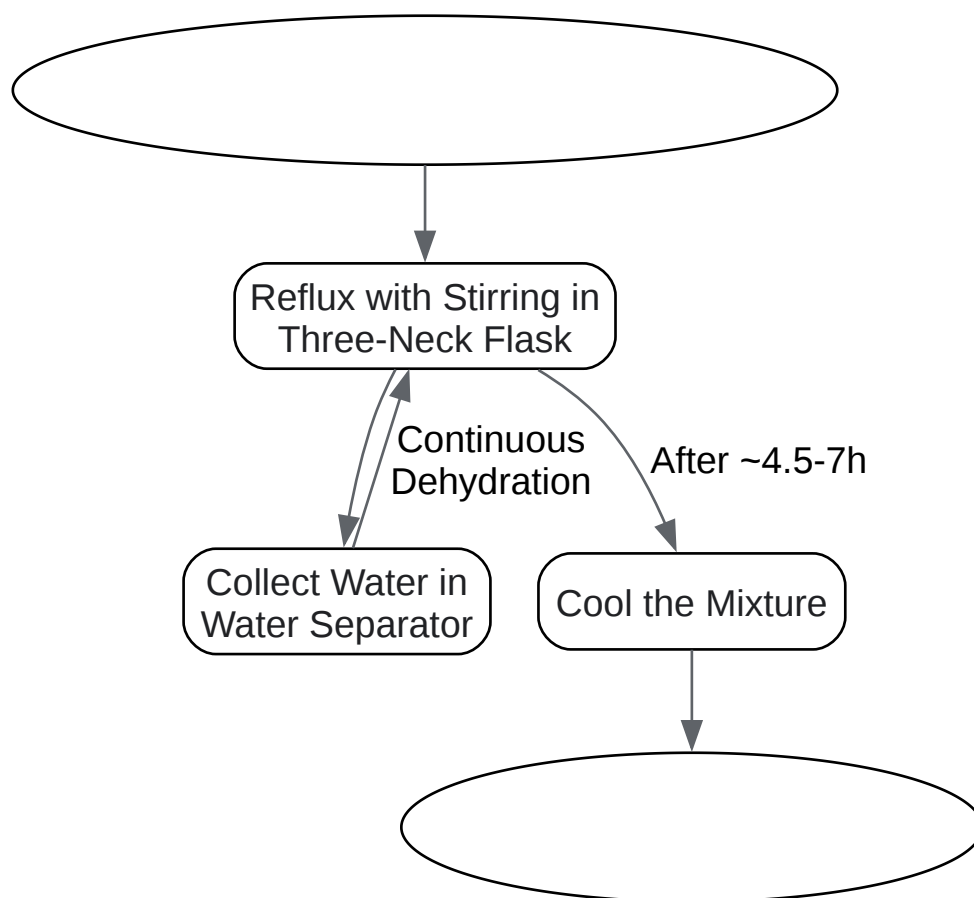 Reflux with Stirring in
Three-Neck Flask
Continuous
Dehydration
After ~4.5-7h
Collect Water in
Water Separator
Cool the Mixture